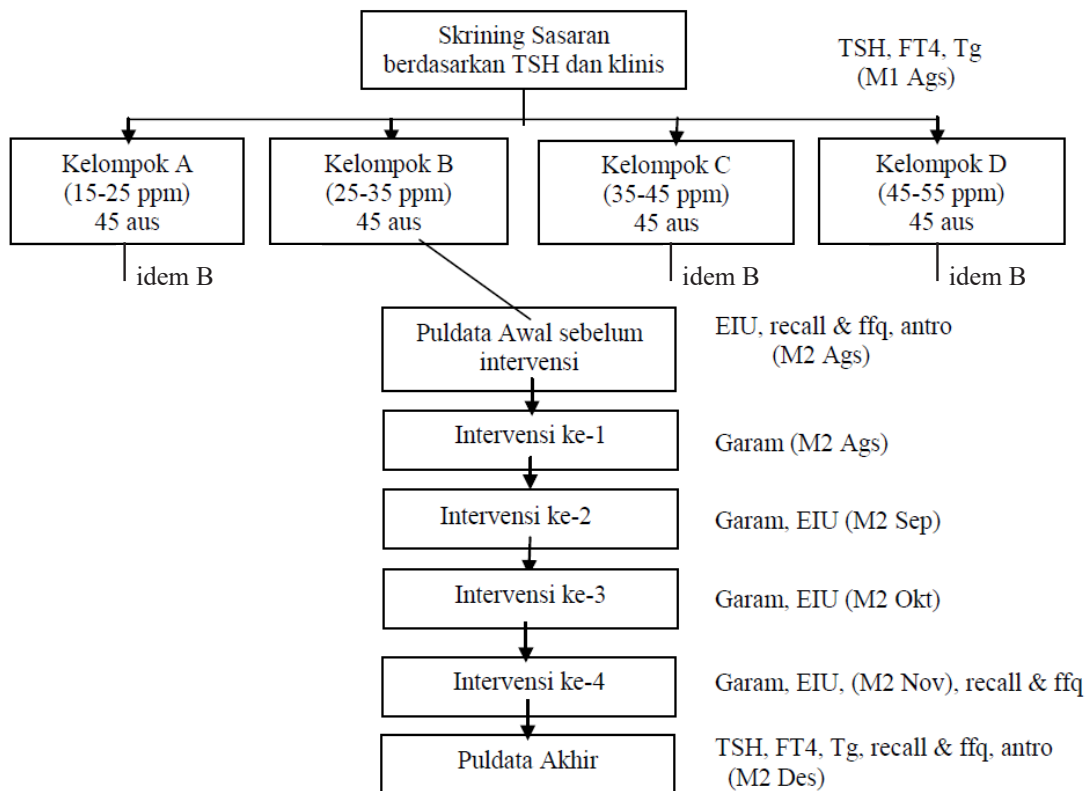 Skrining Sasaran
berdasarkan TSH dan klinis
TSH, FT4, Tg
(M1 Ags)
Kelompok A
(15-25 ppm)
45 aus
Kelompok B
(25-35 ppm)
45 aus
Kelompok C
(35-45 ppm)
45 aus
Kelompok D
(45-55 ppm)
45 aus
idem B
idem B
idem B
Puldata Awal sebelum
intervensi
EIU, recall & ffq, antro
(M2 Ags)
Intervensi ke-1
Garam (M2 Ags)
Intervensi ke-2
Garam, EIU (M2 Sep)
Intervensi ke-3
Garam, EIU (M2 Okt)
Intervensi ke-4
Garam, EIU, (M2 Nov), recall & ffq
Puldata Akhir
TSH, FT4, Tg, recall & ffq, antro
(M2 Des)